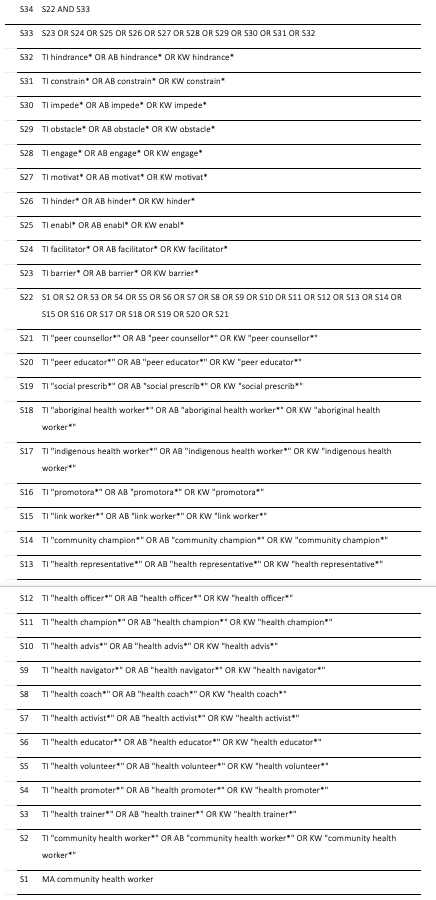 S34 S22 AND S33
S33 S23 OR S24 OR S25 OR S26 OR S27 OR S28 OR S29 OR S30 OR S31 OR S32
S32 TI hindrance* OR AB hindrance* OR KW hindrance*
S31 TI constrain* OR AB constrain* OR KW constrain*
S30 TI impede* OR AB impede* OR KW impede*
S29 TI obstacle* OR AB obstacle* OR KW obstacle*
S28 TI engage* OR AB engage* OR KW engage*
S27 TI motivat* OR AB motivat* OR KW motivat*
S26 TI hinder* OR AB hinder* OR KW hinder*
S25 TI enabl* OR AB enabl* OR KW enabl*
S24 TI facilitator* OR AB facilitator* OR KW facilitator*
S23 TI barrier* OR AB barrier* OR KW barrier*
S22 S1 OR S2 OR S3 OR S4 OR S5 OR S6 OR S7 OR S8 OR S9 OR S10 OR S11 OR S12 OR S13 OR S14 OR
S15 OR S16 OR S17 OR S18 OR S19 OR S20 OR S21
S21 TI "peer counsellor*" OR AB "peer counsellor*" OR KW "peer counsellor*"
S20 TI "peer educator*" OR AB "peer educator*" OR KW "peer educator*"
S19 TI "social prescrib*" OR AB "social prescrib*" OR KW "social prescrib*"
S18 TI "aboriginal health worker*" OR AB "aboriginal health worker*" OR KW "aboriginal health
worker*"
S17 TI "indigenous health worker*" OR AB "indigenous health worker*" OR KW "indigenous health
worker*"
S16 TI "promotora*" OR AB "promotora*" OR KW "promotora*"
S15 TI "link worker*" OR AB "link worker*" OR KW "link worker*"
S14 TI "community champion*" OR AB "community champion*" OR KW "community champion*"
S13 TI "health representative*" OR AB "health representative*" OR KW "health representative*"
S12 TI "health officer*" OR AB "health officer*" OR KW "health officer*"
S11 TI "health champion*" OR AB "health champion*" OR KW "health champion*"
S10 TI "health advis*" OR AB "health advis*" OR KW "health advis*"
S9 TI "health navigator*" OR AB "health navigator*" OR KW "health navigator*"
S8 TI "health coach*" OR AB "health coach*" OR KW "health coach*"
S7 TI "health activist*" OR AB "health activist*" OR KW "health activist*"
S6 TI "health educator*" OR AB "health educator*" OR KW "health educator*"
S5 TI "health volunteer*" OR AB "health volunteer*" OR KW "health volunteer*"
S4 TI "health promoter*" OR AB "health promoter*" OR KW "health promoter*"
S3 TI "health trainer*" OR AB "health trainer*" OR KW "health trainer*"
S2 TI "community health worker*" OR AB "community health worker*" OR KW "community health
worker*"
S1 MA community health worker